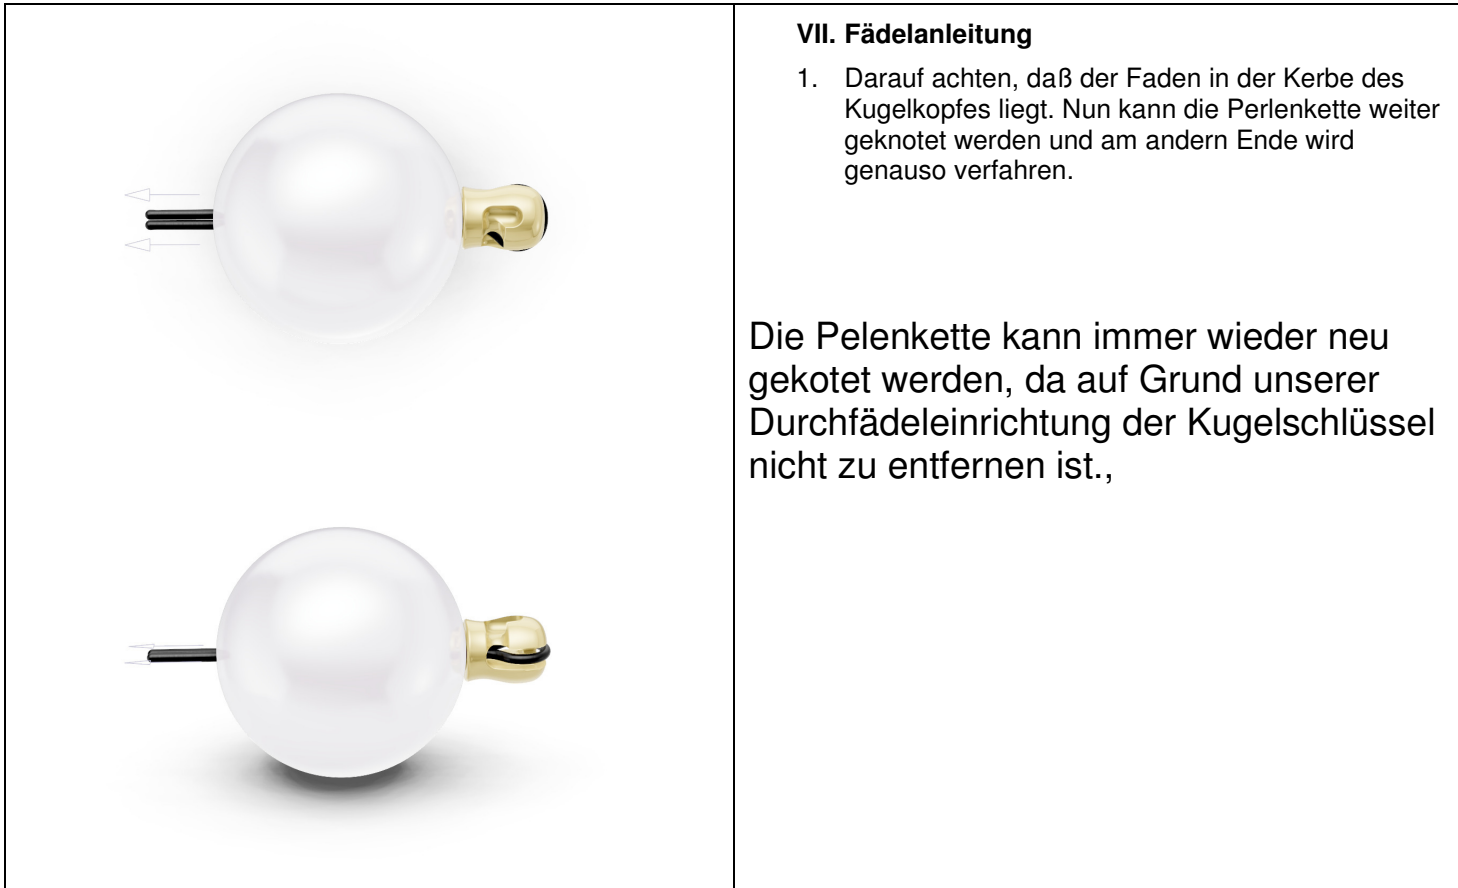 VII. Fädelanleitung
1. Darauf achten, daß der Faden in der Kerbe des
Kugelkopfes liegt. Nun kann die Perlenkette weiter
geknotet werden und am andern Ende wird
genauso verfahren.
Die Pelenkette kann immer wieder neu
gekotet werden, da auf Grund unserer
Durchfädeleinrichtung der Kugelschlüssel
nicht zu entfernen ist.,